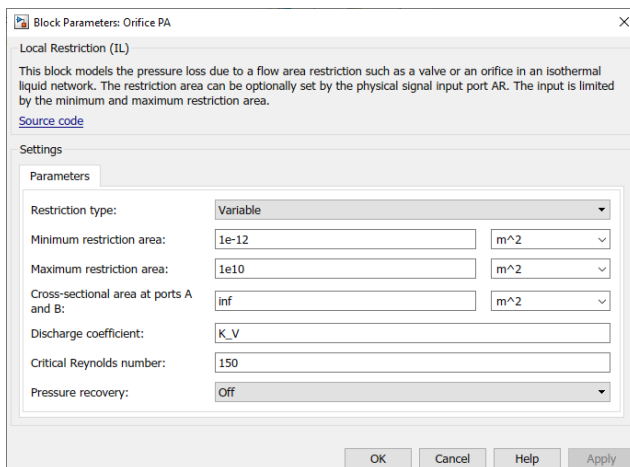 Block Parameters: Orifice PA
Local Restriction (IL)
This block models the pressure loss due to a flow area restriction such as a valve or an orifice in an isothermal
liquid network. The restriction area can be optionally set by the physical signal input port AR. The input is limited
by the minimum and maximum restriction area.
Source code
Settings
Parameters
Restriction type: Variable
Minimum restriction area: 1e-12 m^2
Maximum restriction area: 1e10 m^2
Cross-sectional area at ports A
and B: inf m^2
Discharge coefficient: K_V
Critical Reynolds number: 150
Pressure recovery: Off
OK Cancel Help Apply